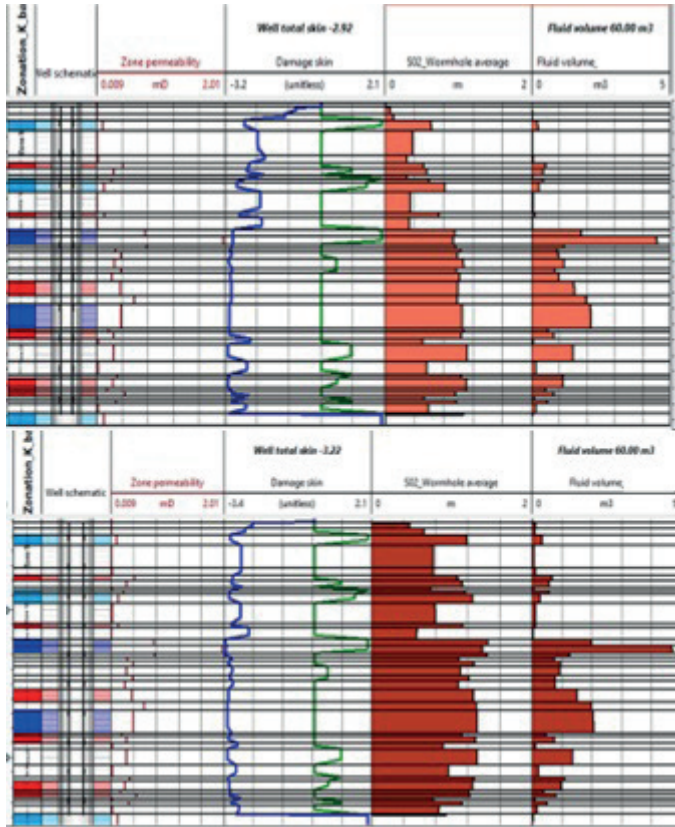 Zonation_K_ba
Well schematic
Well total skin -2.92
Fluid volume 60.00 m3
Zone permeability
Damage skin
S02_Wormhole average
Fluid volume,
0.009 mD 2.01
-3.2 (unitless) 2.1
0 m 2
0 m3 5
Zonation_K_ba
Well schematic
Well total skin -3.22
Fluid volume 60.00 m3
Zone permeability
Damage skin
S02_Wormhole average
Fluid volume,
0.009 mD 2.01
-3.4 (unitless) 2.1
0 m 2
0 m3